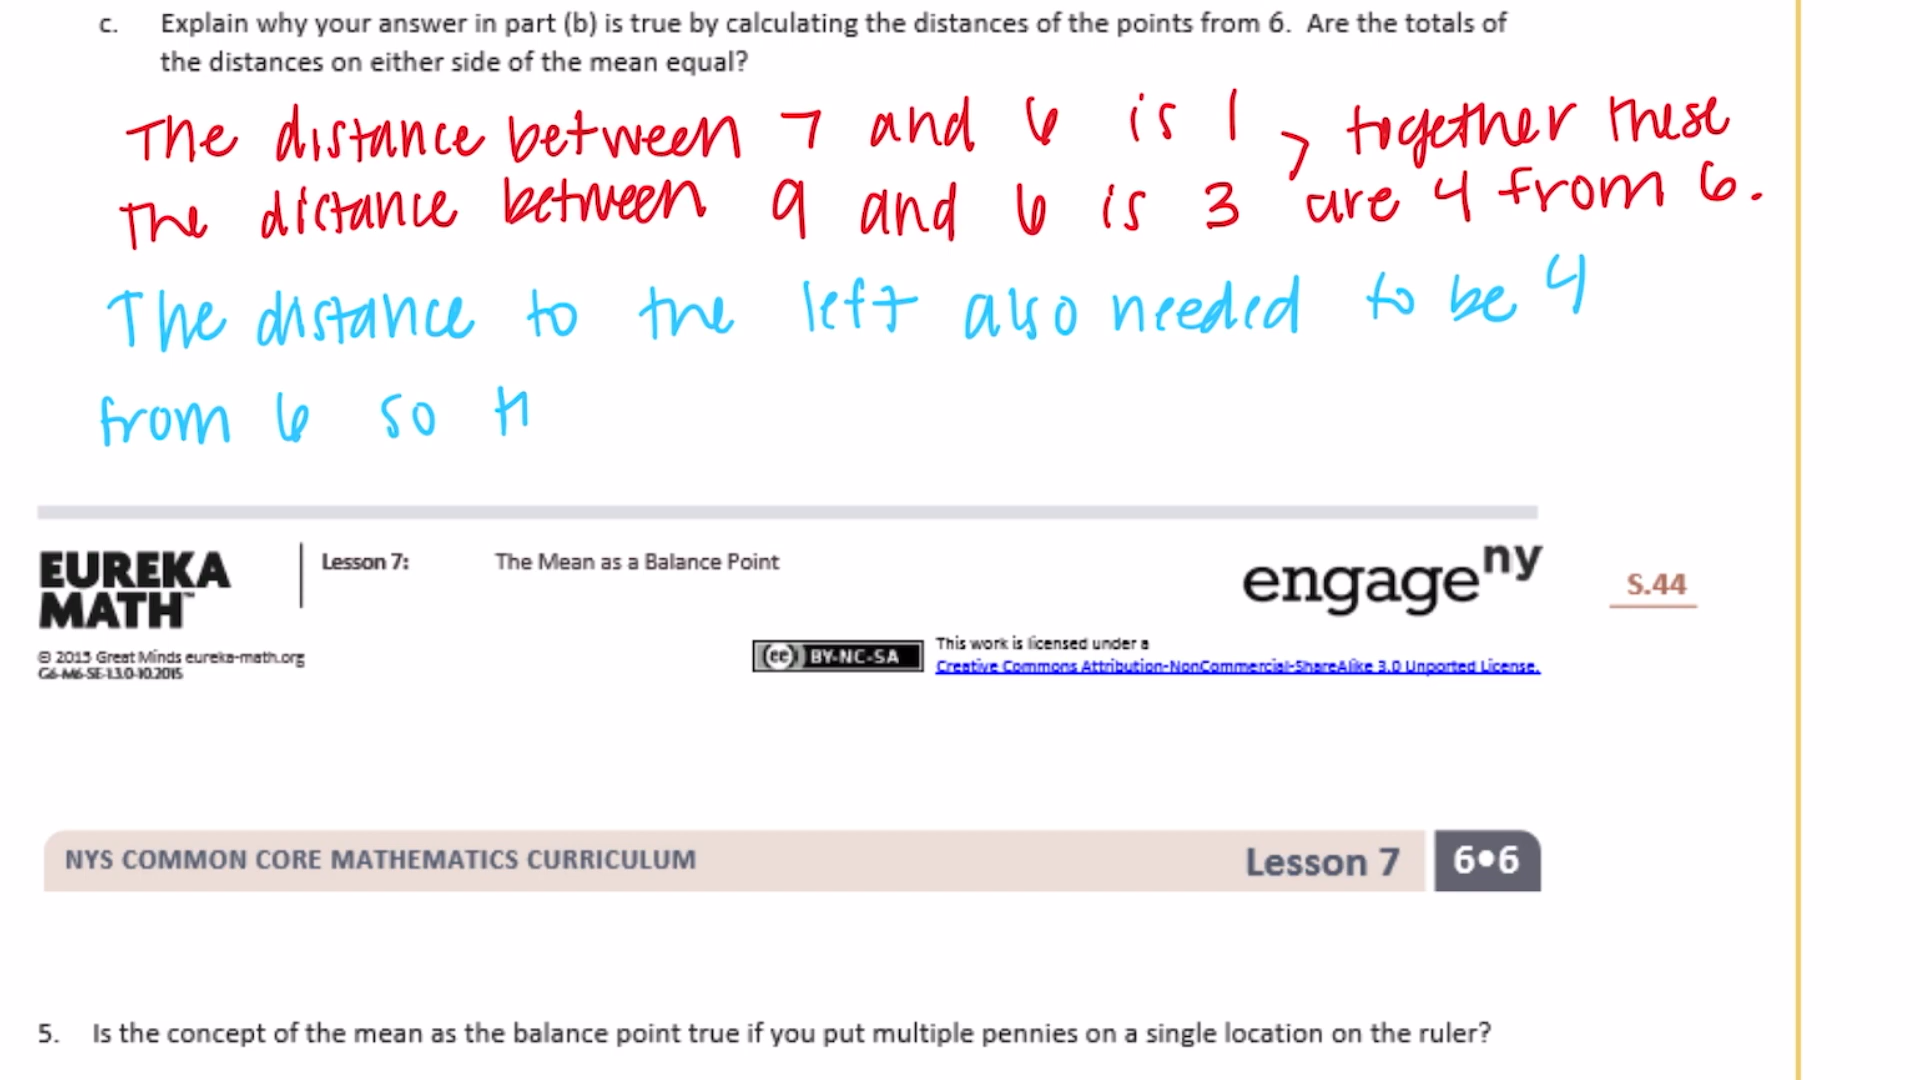 c. Explain why your answer in part (b) is true by calculating the distances of the points from 6. Are the totals of
the distances on either side of the mean equal?
The distance between 7 and 6 is 1 , together these
The distance between 9 and 6 is 3 are 4 from 6.
The distance to the left also needed to be 4
from 6 so
EUREKA
MATH™
Lesson 7: The Mean as a Balance Point
engageny
S.44
© 2015 Great Minds eureka-math.org
G6-M6-SE-1.3.0-10.2015
cc BY-NC-SA
This work is licensed under a
Creative Commons Attribution-NonCommercial-ShareAlike 3.0 Unported License.
NYS COMMON CORE MATHEMATICS CURRICULUM
Lesson 7
6•6
5. Is the concept of the mean as the balance point true if you put multiple pennies on a single location on the ruler?